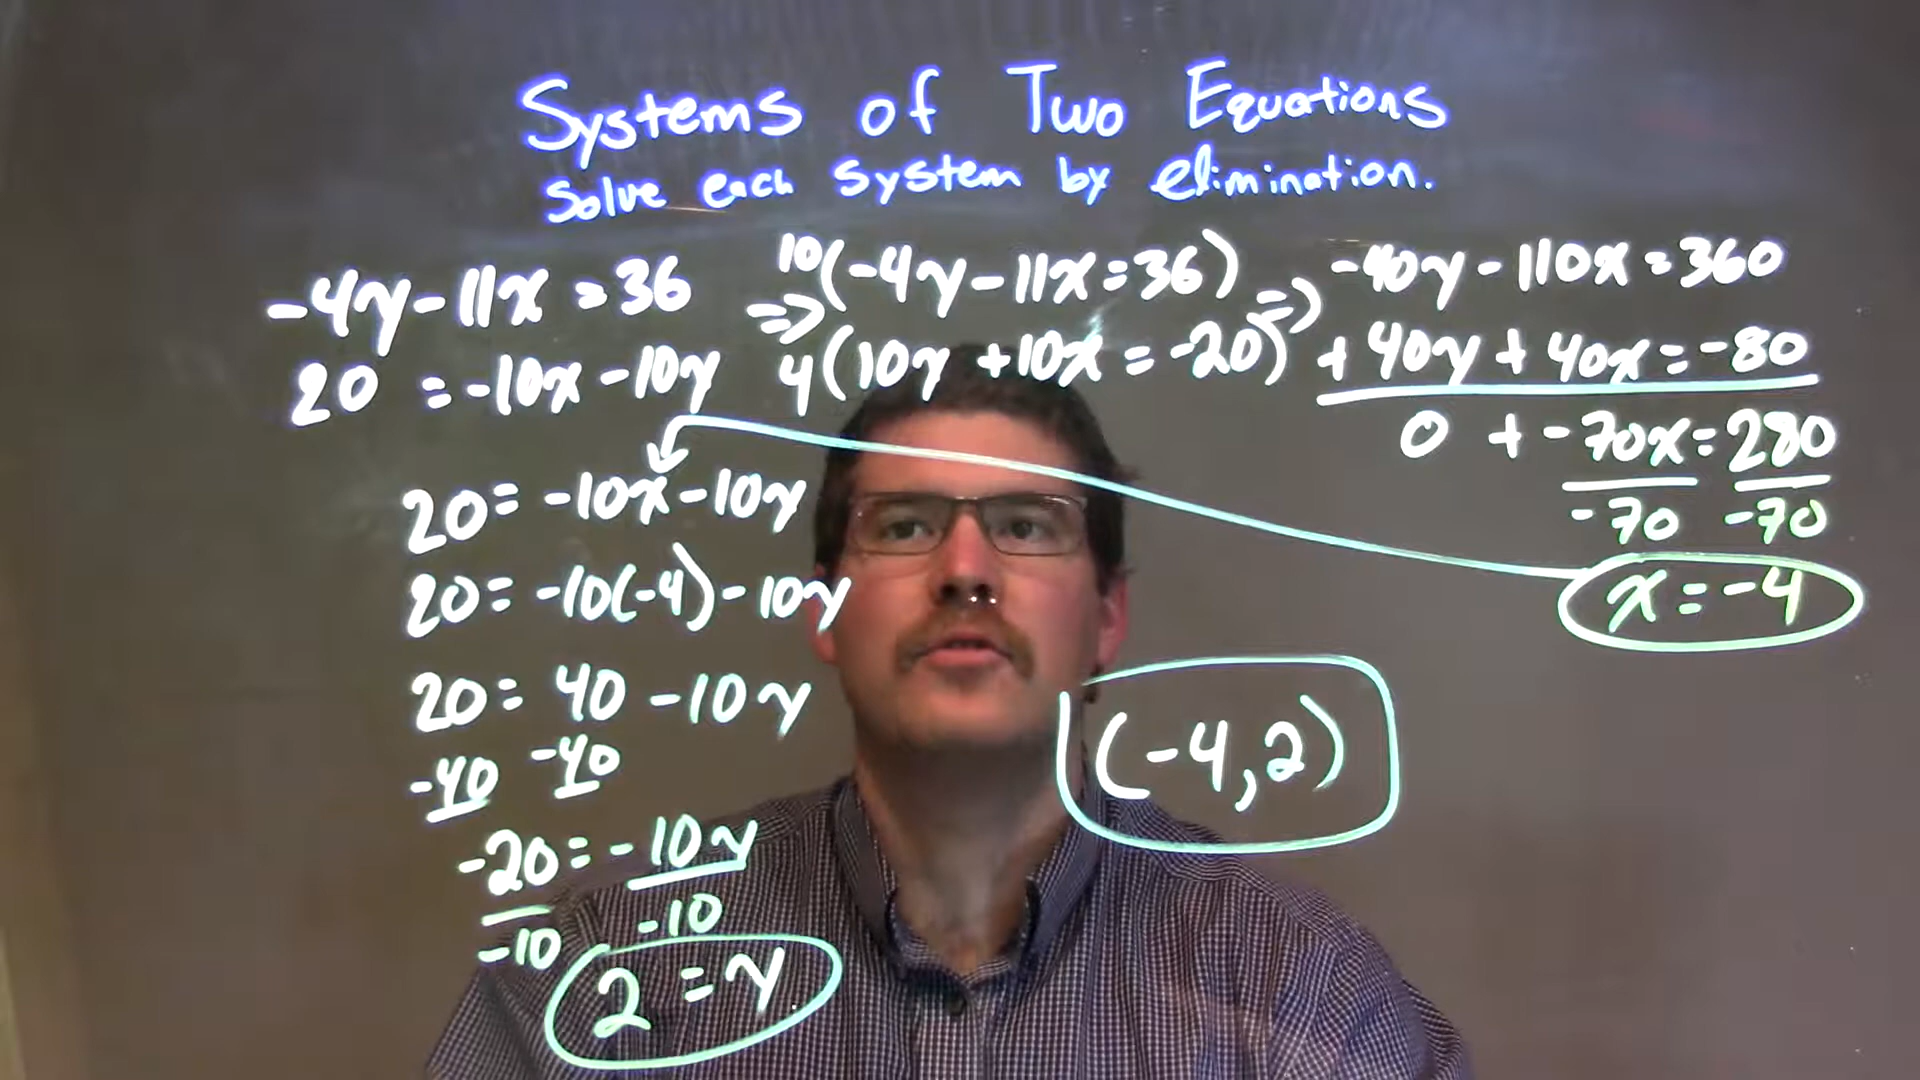 Systems of Two Equations
Solve each system by elimination.
-4y-11x=36
20 =-10x-10y
=> 10(-4y-11x=36)
4(10y+10x=-20)
=> -40y-110x=360
+40y+40x=-80
0 + -70x=280
-70 -70
x=-4
20=-10x-10y
20=-10(-4)-10y
20=40-10y
-40 -40
-20=-10y
-10 -10
2=y
(-4,2)